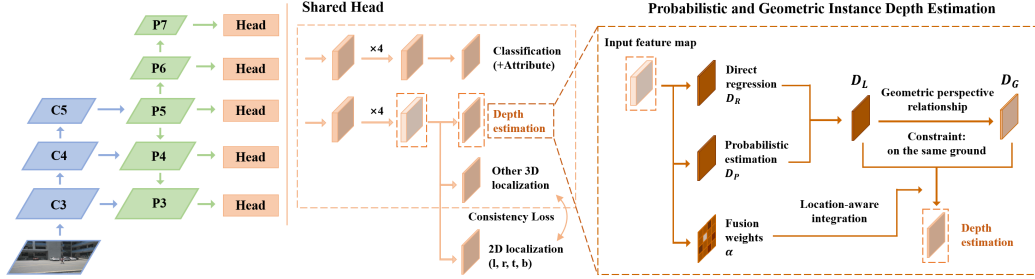 P7
Head
P6
Head
C5
P5
Head
C4
P4
Head
C3
P3
Head
Shared Head
×4
Classification
(+Attribute)
×4
Depth
estimation
Other 3D
localization
Consistency Loss
2D localization
(l, r, t, b)
Probabilistic and Geometric Instance Depth Estimation
Input feature map
Direct
regression
D_R
Probabilistic
estimation
D_P
Fusion
weights
α
D_L
Geometric perspective
relationship
D_G
Constraint:
on the same ground
Location-aware
integration
Depth
estimation